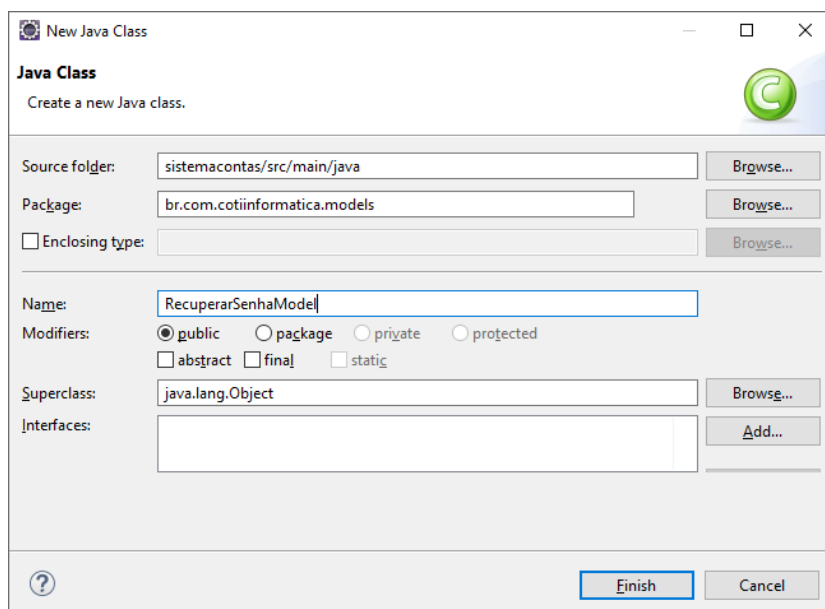 New Java Class
Java Class
Create a new Java class.
C
Source folder: sistemacontas/src/main/java Browse...
Package: br.com.cotiinformatica.models Browse...
Enclosing type: Browse...
Name: RecuperarSenhaModel
Modifiers: public package private protected
abstract final static
Superclass: java.lang.Object Browse...
Interfaces: Add...
? Finish Cancel